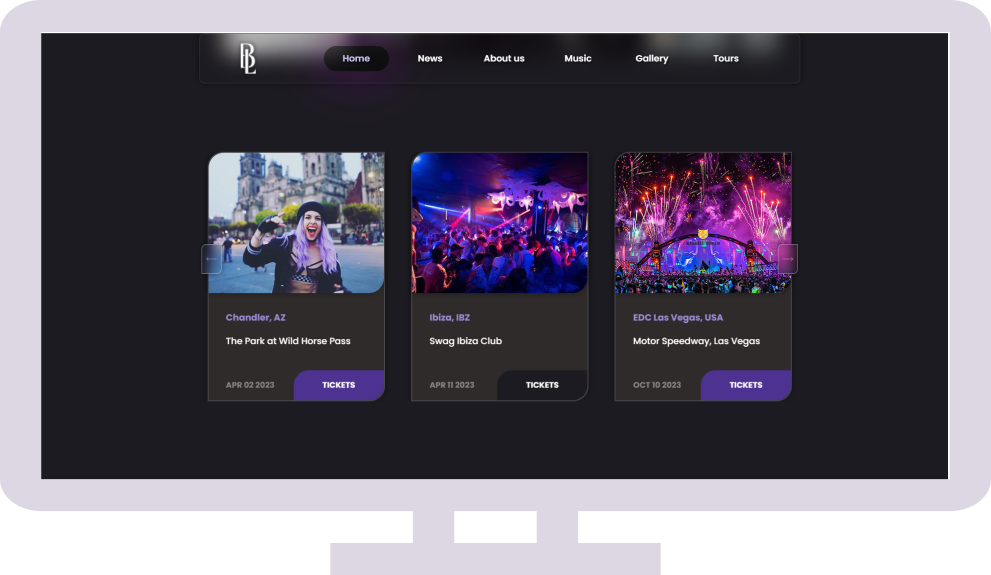 BL
Home
News
About us
Music
Gallery
Tours
Chandler, AZ
The Park at Wild Horse Pass
APR 02 2023
TICKETS
Ibiza, IBZ
Swag Ibiza Club
APR 11 2023
TICKETS
EDC Las Vegas, USA
Motor Speedway, Las Vegas
OCT 10 2023
TICKETS